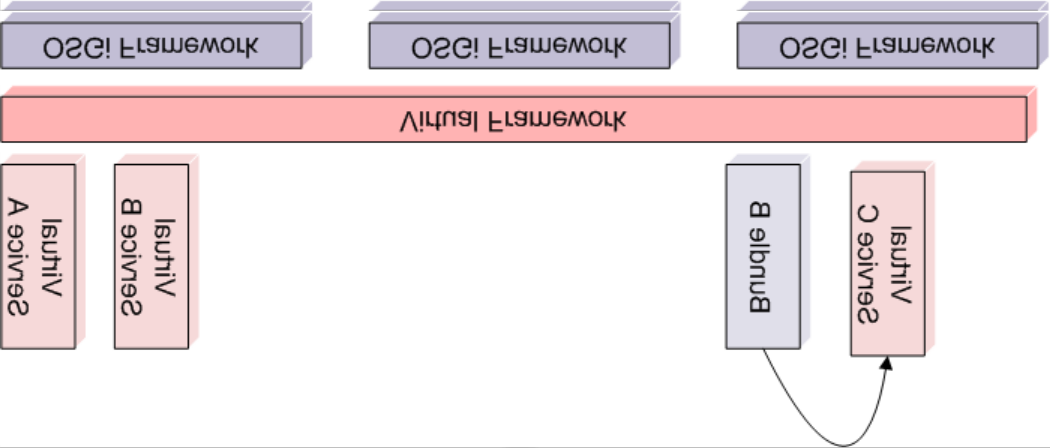 OSGi Framework
OSGi Framework
OSGi Framework
Virtual Framework
Virtual
Service A
Virtual
Service B
Bundle B
Virtual
Service C